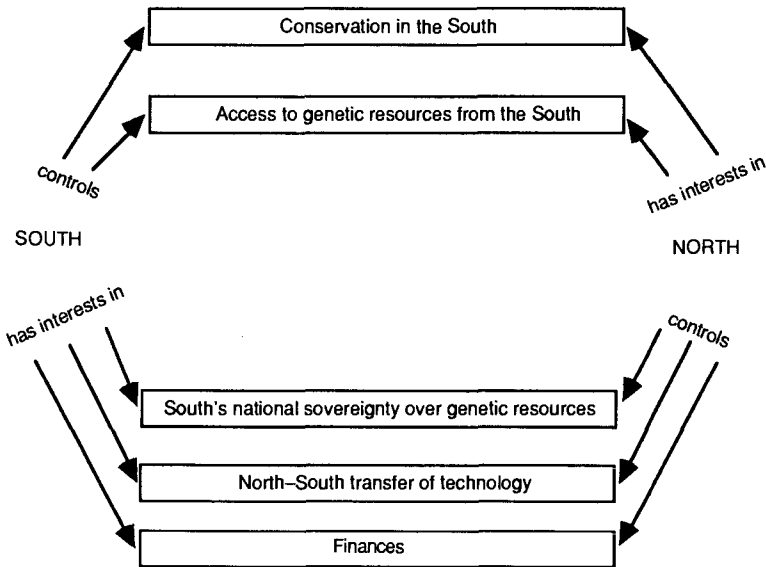 Conservation in the South
Access to genetic resources from the South
controls
has interests in
SOUTH
NORTH
has interests in
controls
South's national sovereignty over genetic resources
North–South transfer of technology
Finances